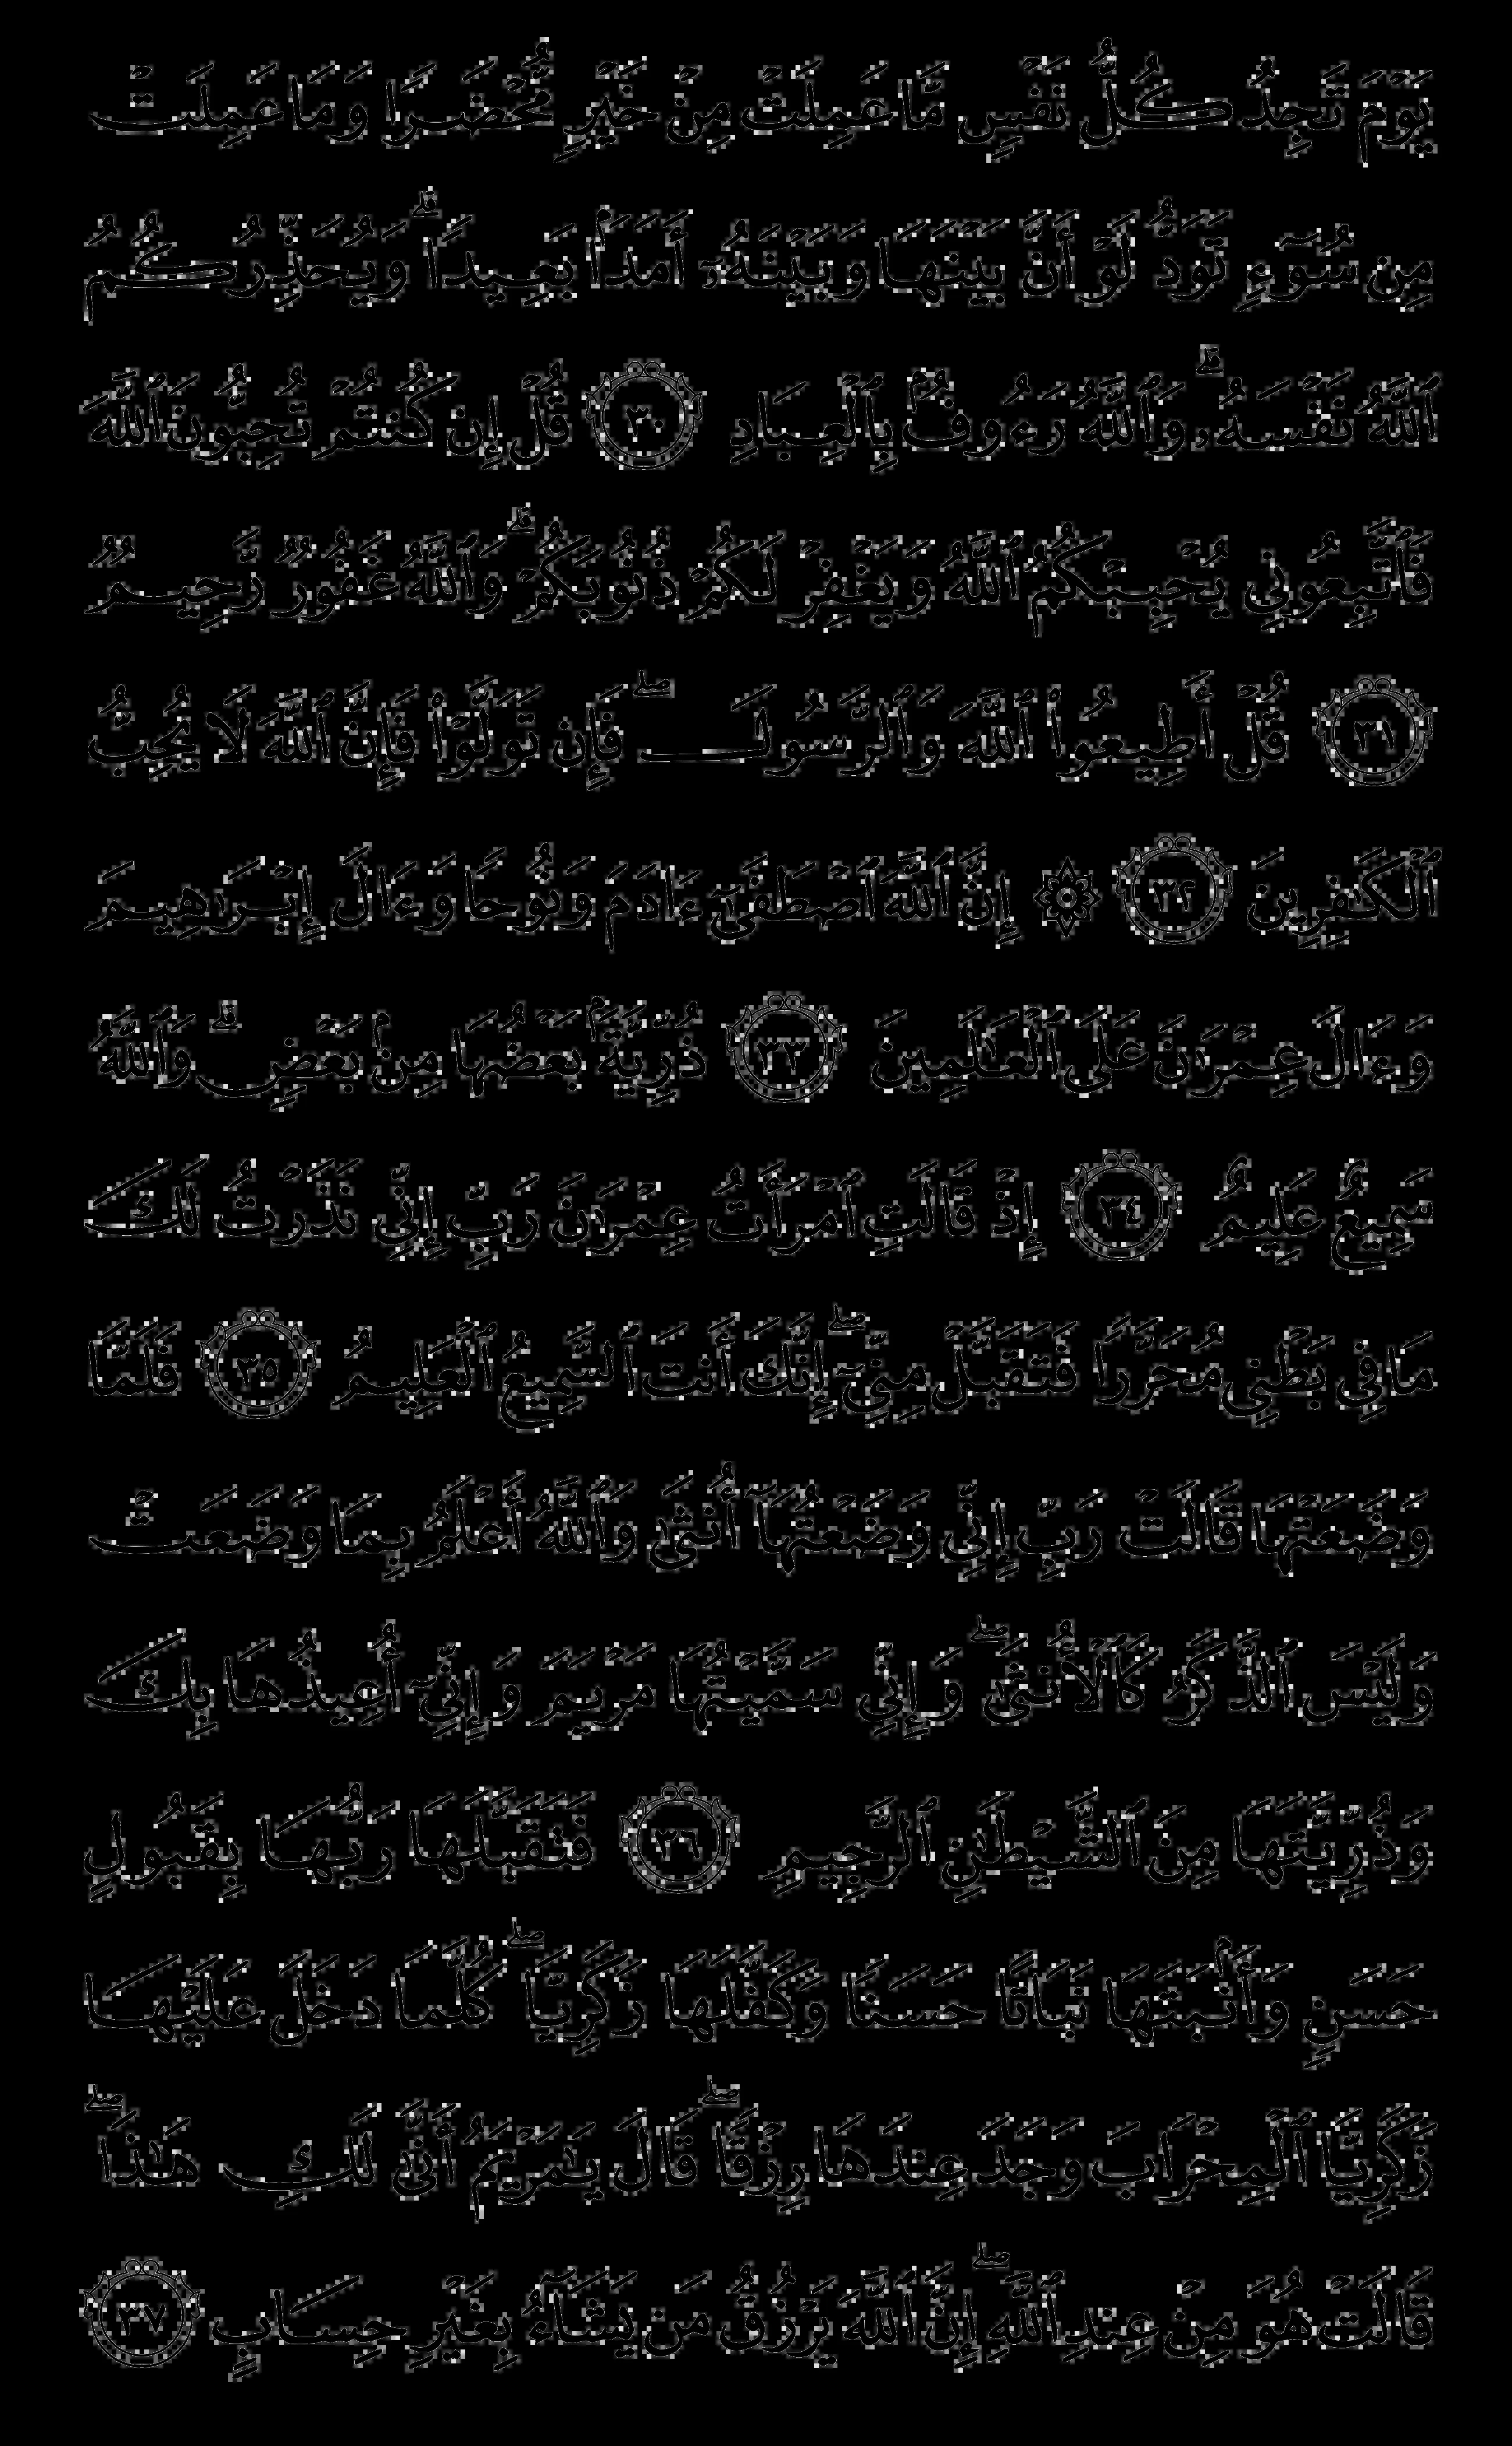 يَوْمَ تَجِدُ كُلُّ نَفْسٍ مَّا عَمِلَتْ مِنْ خَيْرٍ مُّحْضَرًا وَمَا عَمِلَتْ
مِن سُوٓءٍ تَوَدُّ لَوْ أَنَّ بَيْنَهَا وَبَيْنَهُۥٓ أَمَدَۢا بَعِيدًا ۗ وَيُحَذِّرُكُمُ
ٱللَّهُ نَفْسَهُۥ ۗ وَٱللَّهُ رَءُوفٌۢ بِٱلْعِبَادِ ٣٠ قُلْ إِن كُنتُمْ تُحِبُّونَ ٱللَّهَ
فَٱتَّبِعُونِى يُحْبِبْكُمُ ٱللَّهُ وَيَغْفِرْ لَكُمْ ذُنُوبَكُمْ ۗ وَٱللَّهُ غَفُورٌ رَّحِيمٌ
٣١ قُلْ أَطِيعُوا۟ ٱللَّهَ وَٱلرَّسُولَ ۖ فَإِن تَوَلَّوْا۟ فَإِنَّ ٱللَّهَ لَا يُحِبُّ
ٱلْكَـٰفِرِينَ ٣٢ ۞ إِنَّ ٱللَّهَ ٱصْطَفَىٰٓ ءَادَمَ وَنُوحًا وَءَالَ إِبْرَٰهِيمَ
وَءَالَ عِمْرَٰنَ عَلَى ٱلْعَـٰلَمِينَ ٣٣ ذُرِّيَّةَۢ بَعْضُهَا مِنۢ بَعْضٍ ۗ وَٱللَّهُ
سَمِيعٌ عَلِيمٌ ٣٤ إِذْ قَالَتِ ٱمْرَأَتُ عِمْرَٰنَ رَبِّ إِنِّى نَذَرْتُ لَكَ
مَا فِى بَطْنِى مُحَرَّرًا فَتَقَبَّلْ مِنِّىٓ ۖ إِنَّكَ أَنتَ ٱلسَّمِيعُ ٱلْعَلِيمُ ٣٥ فَلَمَّا
وَضَعَتْهَا قَالَتْ رَبِّ إِنِّى وَضَعْتُهَآ أُنثَىٰ وَٱللَّهُ أَعْلَمُ بِمَا وَضَعَتْ
وَلَيْسَ ٱلذَّكَرُ كَٱلْأُنثَىٰ ۖ وَإِنِّى سَمَّيْتُهَا مَرْيَمَ وَإِنِّىٓ أُعِيذُهَا بِكَ
وَذُرِّيَّتَهَا مِنَ ٱلشَّيْطَـٰنِ ٱلرَّجِيمِ ٣٦ فَتَقَبَّلَهَا رَبُّهَا بِقَبُولٍ
حَسَنٍ وَأَنۢبَتَهَا نَبَاتًا حَسَنًا وَكَفَّلَهَا زَكَرِيَّا ۖ كُلَّمَا دَخَلَ عَلَيْهَا
زَكَرِيَّا ٱلْمِحْرَابَ وَجَدَ عِندَهَا رِزْقًا ۖ قَالَ يَـٰمَرْيَمُ أَنَّىٰ لَكِ هَـٰذَا ۖ
قَالَتْ هُوَ مِنْ عِندِ ٱللَّهِ ۖ إِنَّ ٱللَّهَ يَرْزُقُ مَن يَشَآءُ بِغَيْرِ حِسَابٍ ٣٧